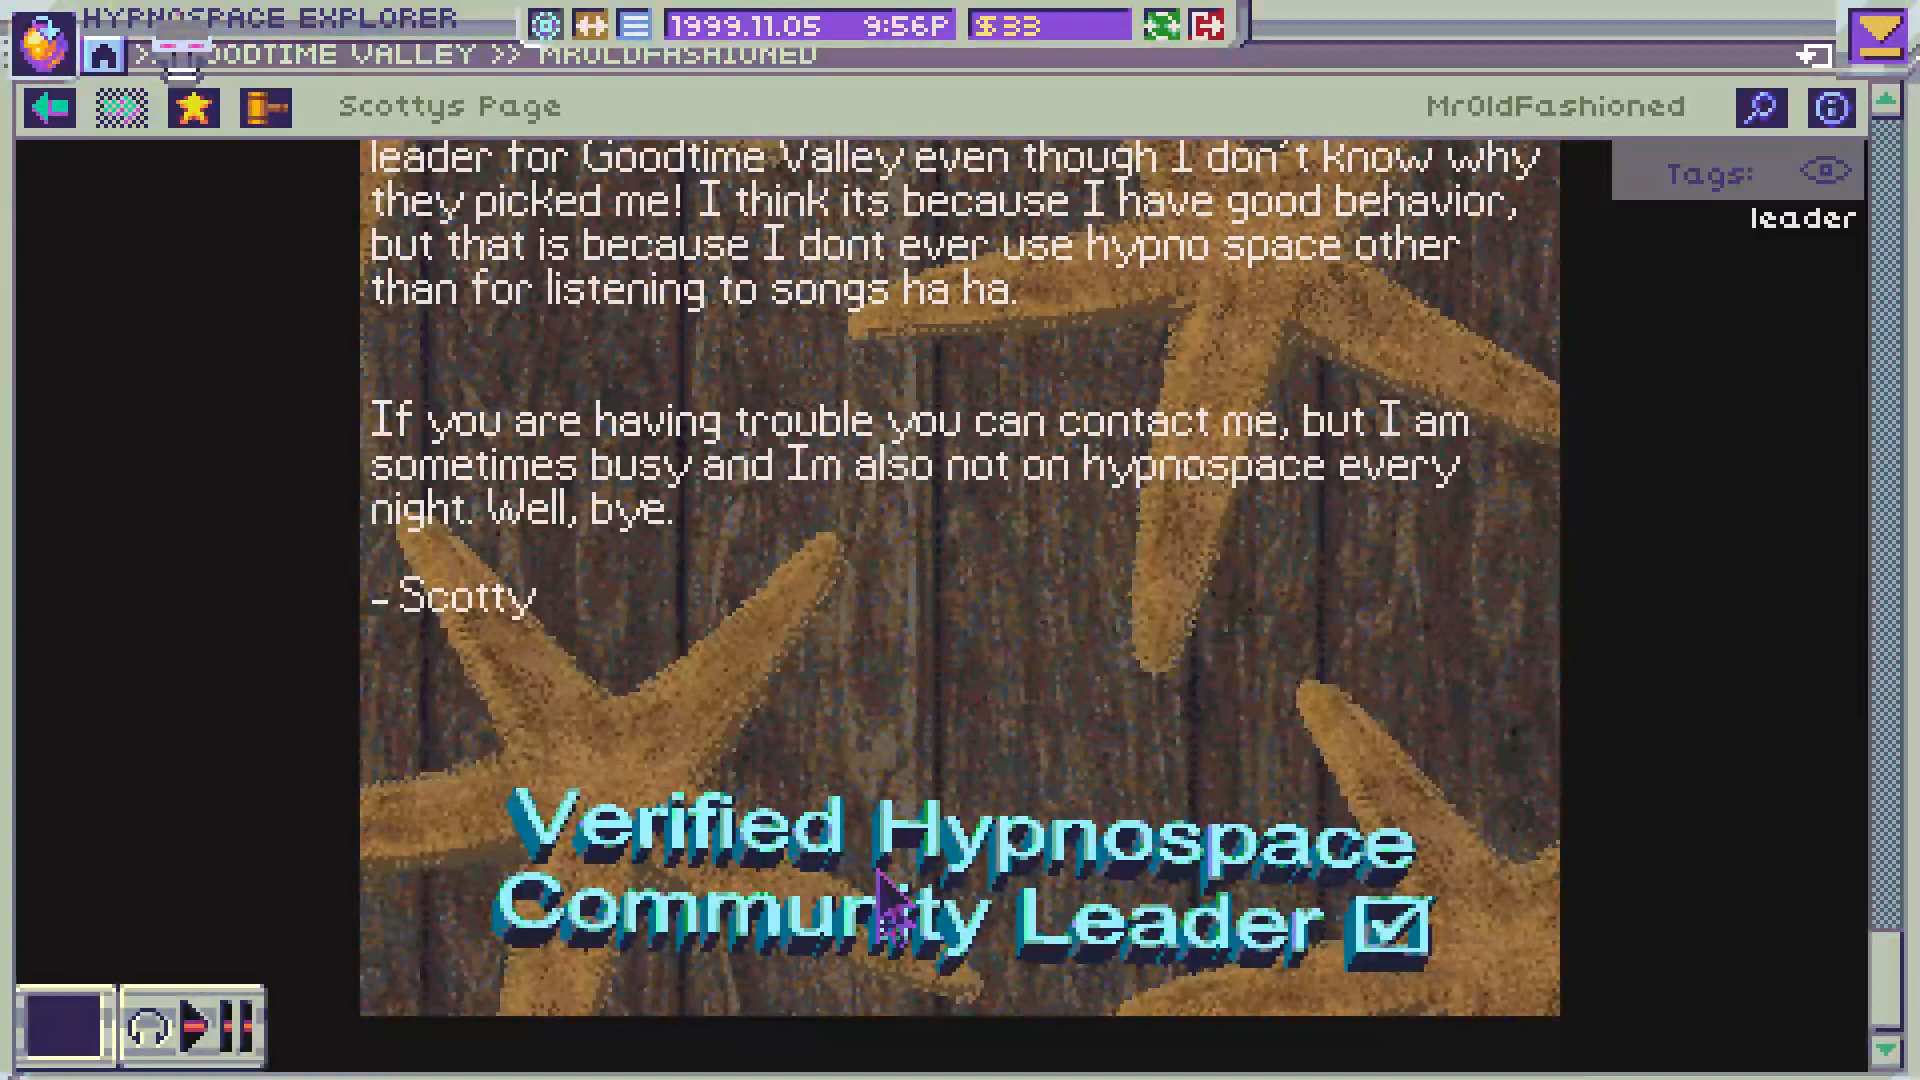 HYPNOSPACE EXPLORER
1999.11.05 9:56P $33
GOODTIME VALLEY >> MROLDFASHIONED
Scottys Page
MrOldFashioned
leader for Goodtime Valley even though I don't know why
they picked me! I think its because I have good behavior,
but that is because I dont ever use hypno space other
than for listening to songs ha ha.
If you are having trouble you can contact me, but I am
sometimes busy and Im also not on hypnospace every
night. Well, bye.
- Scotty
Tags:
leader
Verified Hypnospace
Community Leader